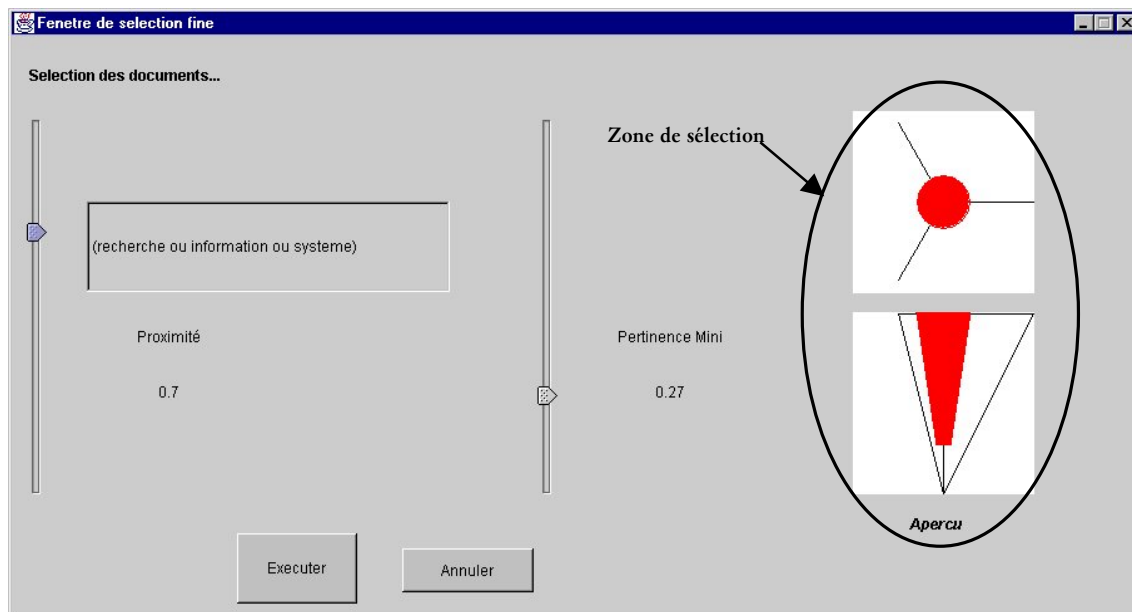 Fenetre de selection fine
Selection des documents...
Zone de sélection
(recherche ou information ou systeme)
Proximité
Pertinence Mini
0.7
0.27
Apercu
Executer
Annuler